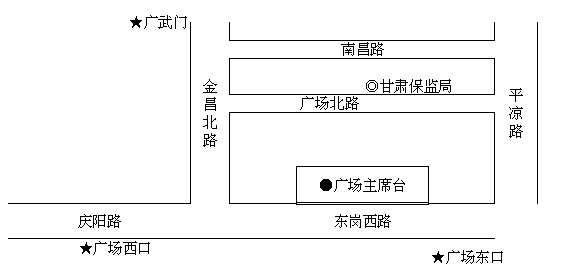 ★广武门
南昌路
金昌北路
◎甘肃保监局
平凉路
广场北路
●广场主席台
庆阳路
东岗西路
★广场西口
★广场东口